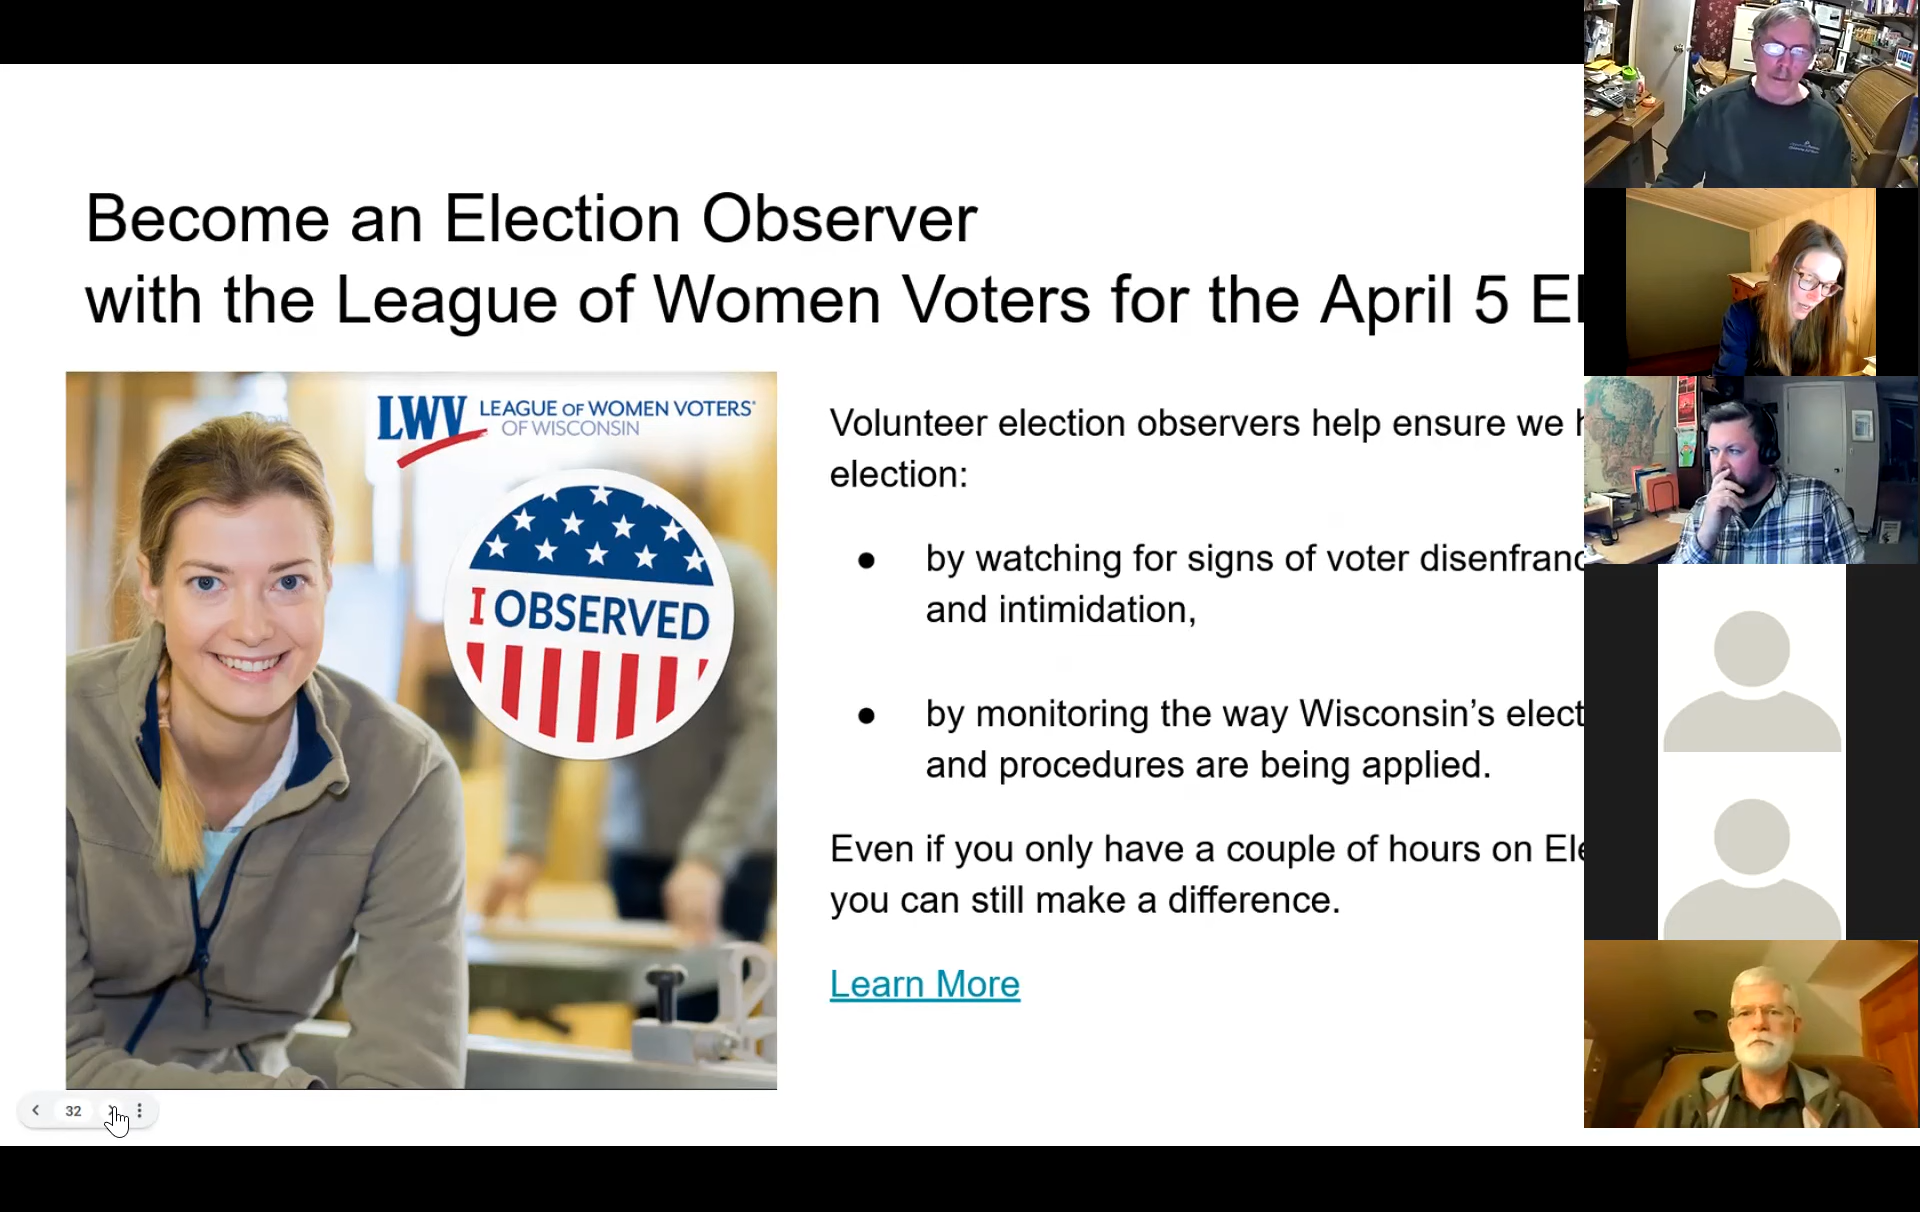 Become an Election Observer
with the League of Women Voters for the April 5 El
LWV LEAGUE OF WOMEN VOTERS®
OF WISCONSIN
I OBSERVED
Volunteer election observers help ensure we h
election:
● by watching for signs of voter disenfranc
and intimidation,
● by monitoring the way Wisconsin’s elect
and procedures are being applied.
Even if you only have a couple of hours on Ele
you can still make a difference.
Learn More
32